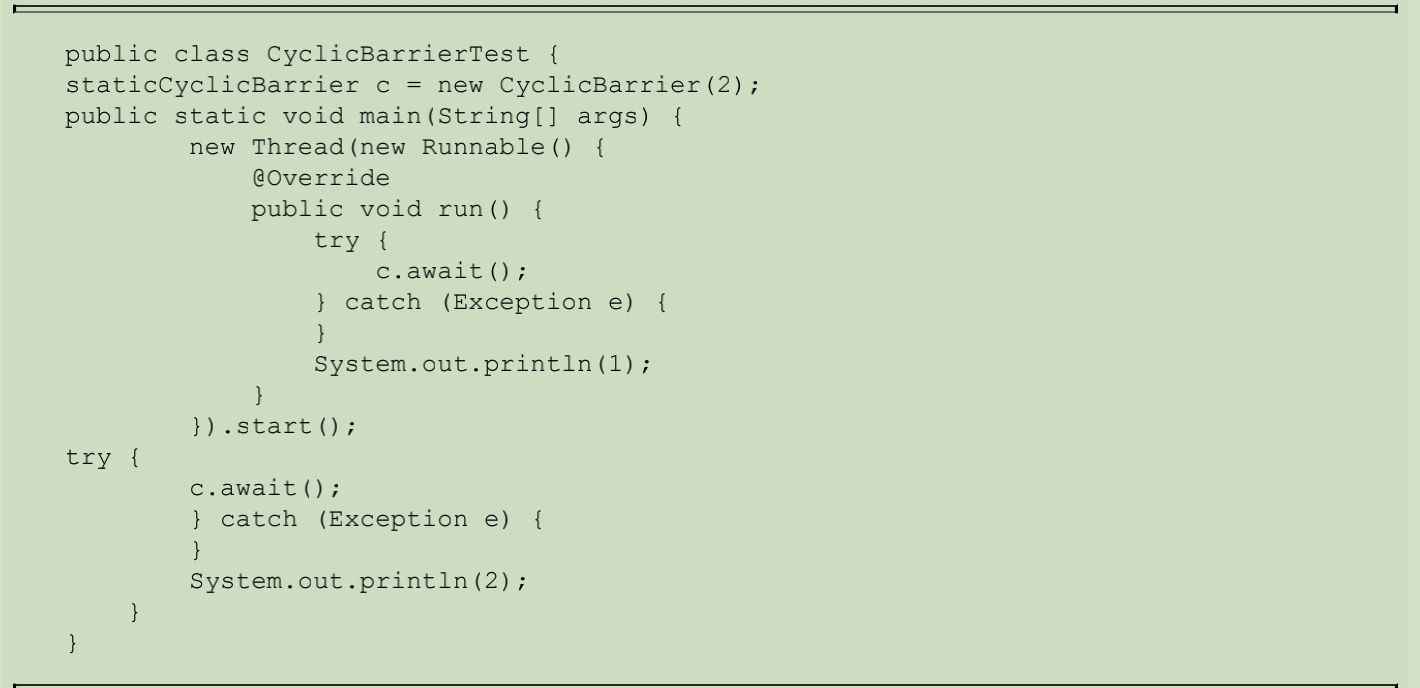 public class CyclicBarrierTest {
staticCyclicBarrier c = new CyclicBarrier(2);
public static void main(String[] args) {
        new Thread(new Runnable() {
            @Override
            public void run() {
                try {
                    c.await();
                } catch (Exception e) {
                }
                System.out.println(1);
            }
        }).start();
try {
        c.await();
        } catch (Exception e) {
        }
        System.out.println(2);
    }
}